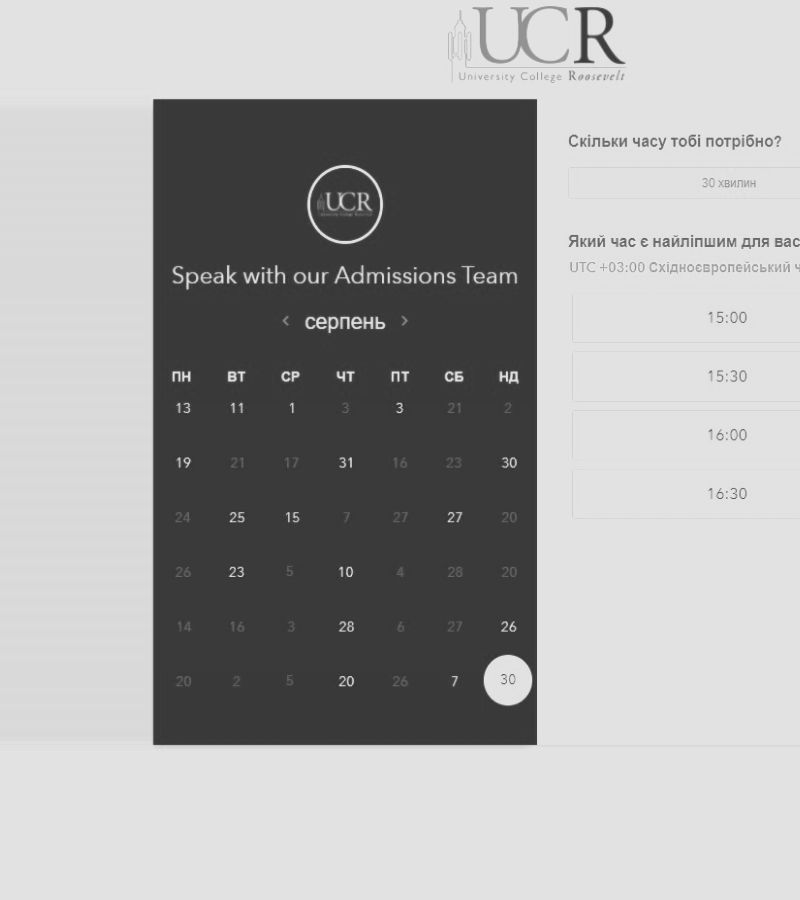 UCR
University College Roosevelt
UCR
Speak with our Admissions Team
‹ серпень ›
ПН ВТ СР ЧТ ПТ СБ НД
13 11 1 3 3 21 2
19 21 17 31 16 23 30
24 25 15 7 27 27 20
26 23 5 10 4 28 20
14 16 3 28 6 27 26
20 2 5 20 26 7 30
Скільки часу тобі потрібно?
30 хвилин
Який час є найліпшим для вас
UTC +03:00 Східноєвропейський ч
15:00
15:30
16:00
16:30